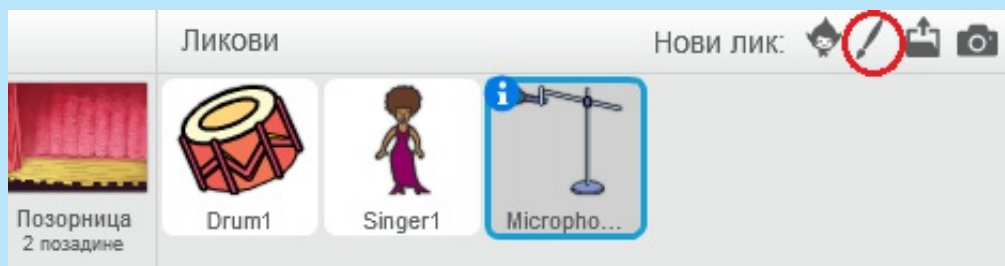 Ликови
Нови лик:
Drum1
Singer1
Micropho...
Позорница
2 позадине